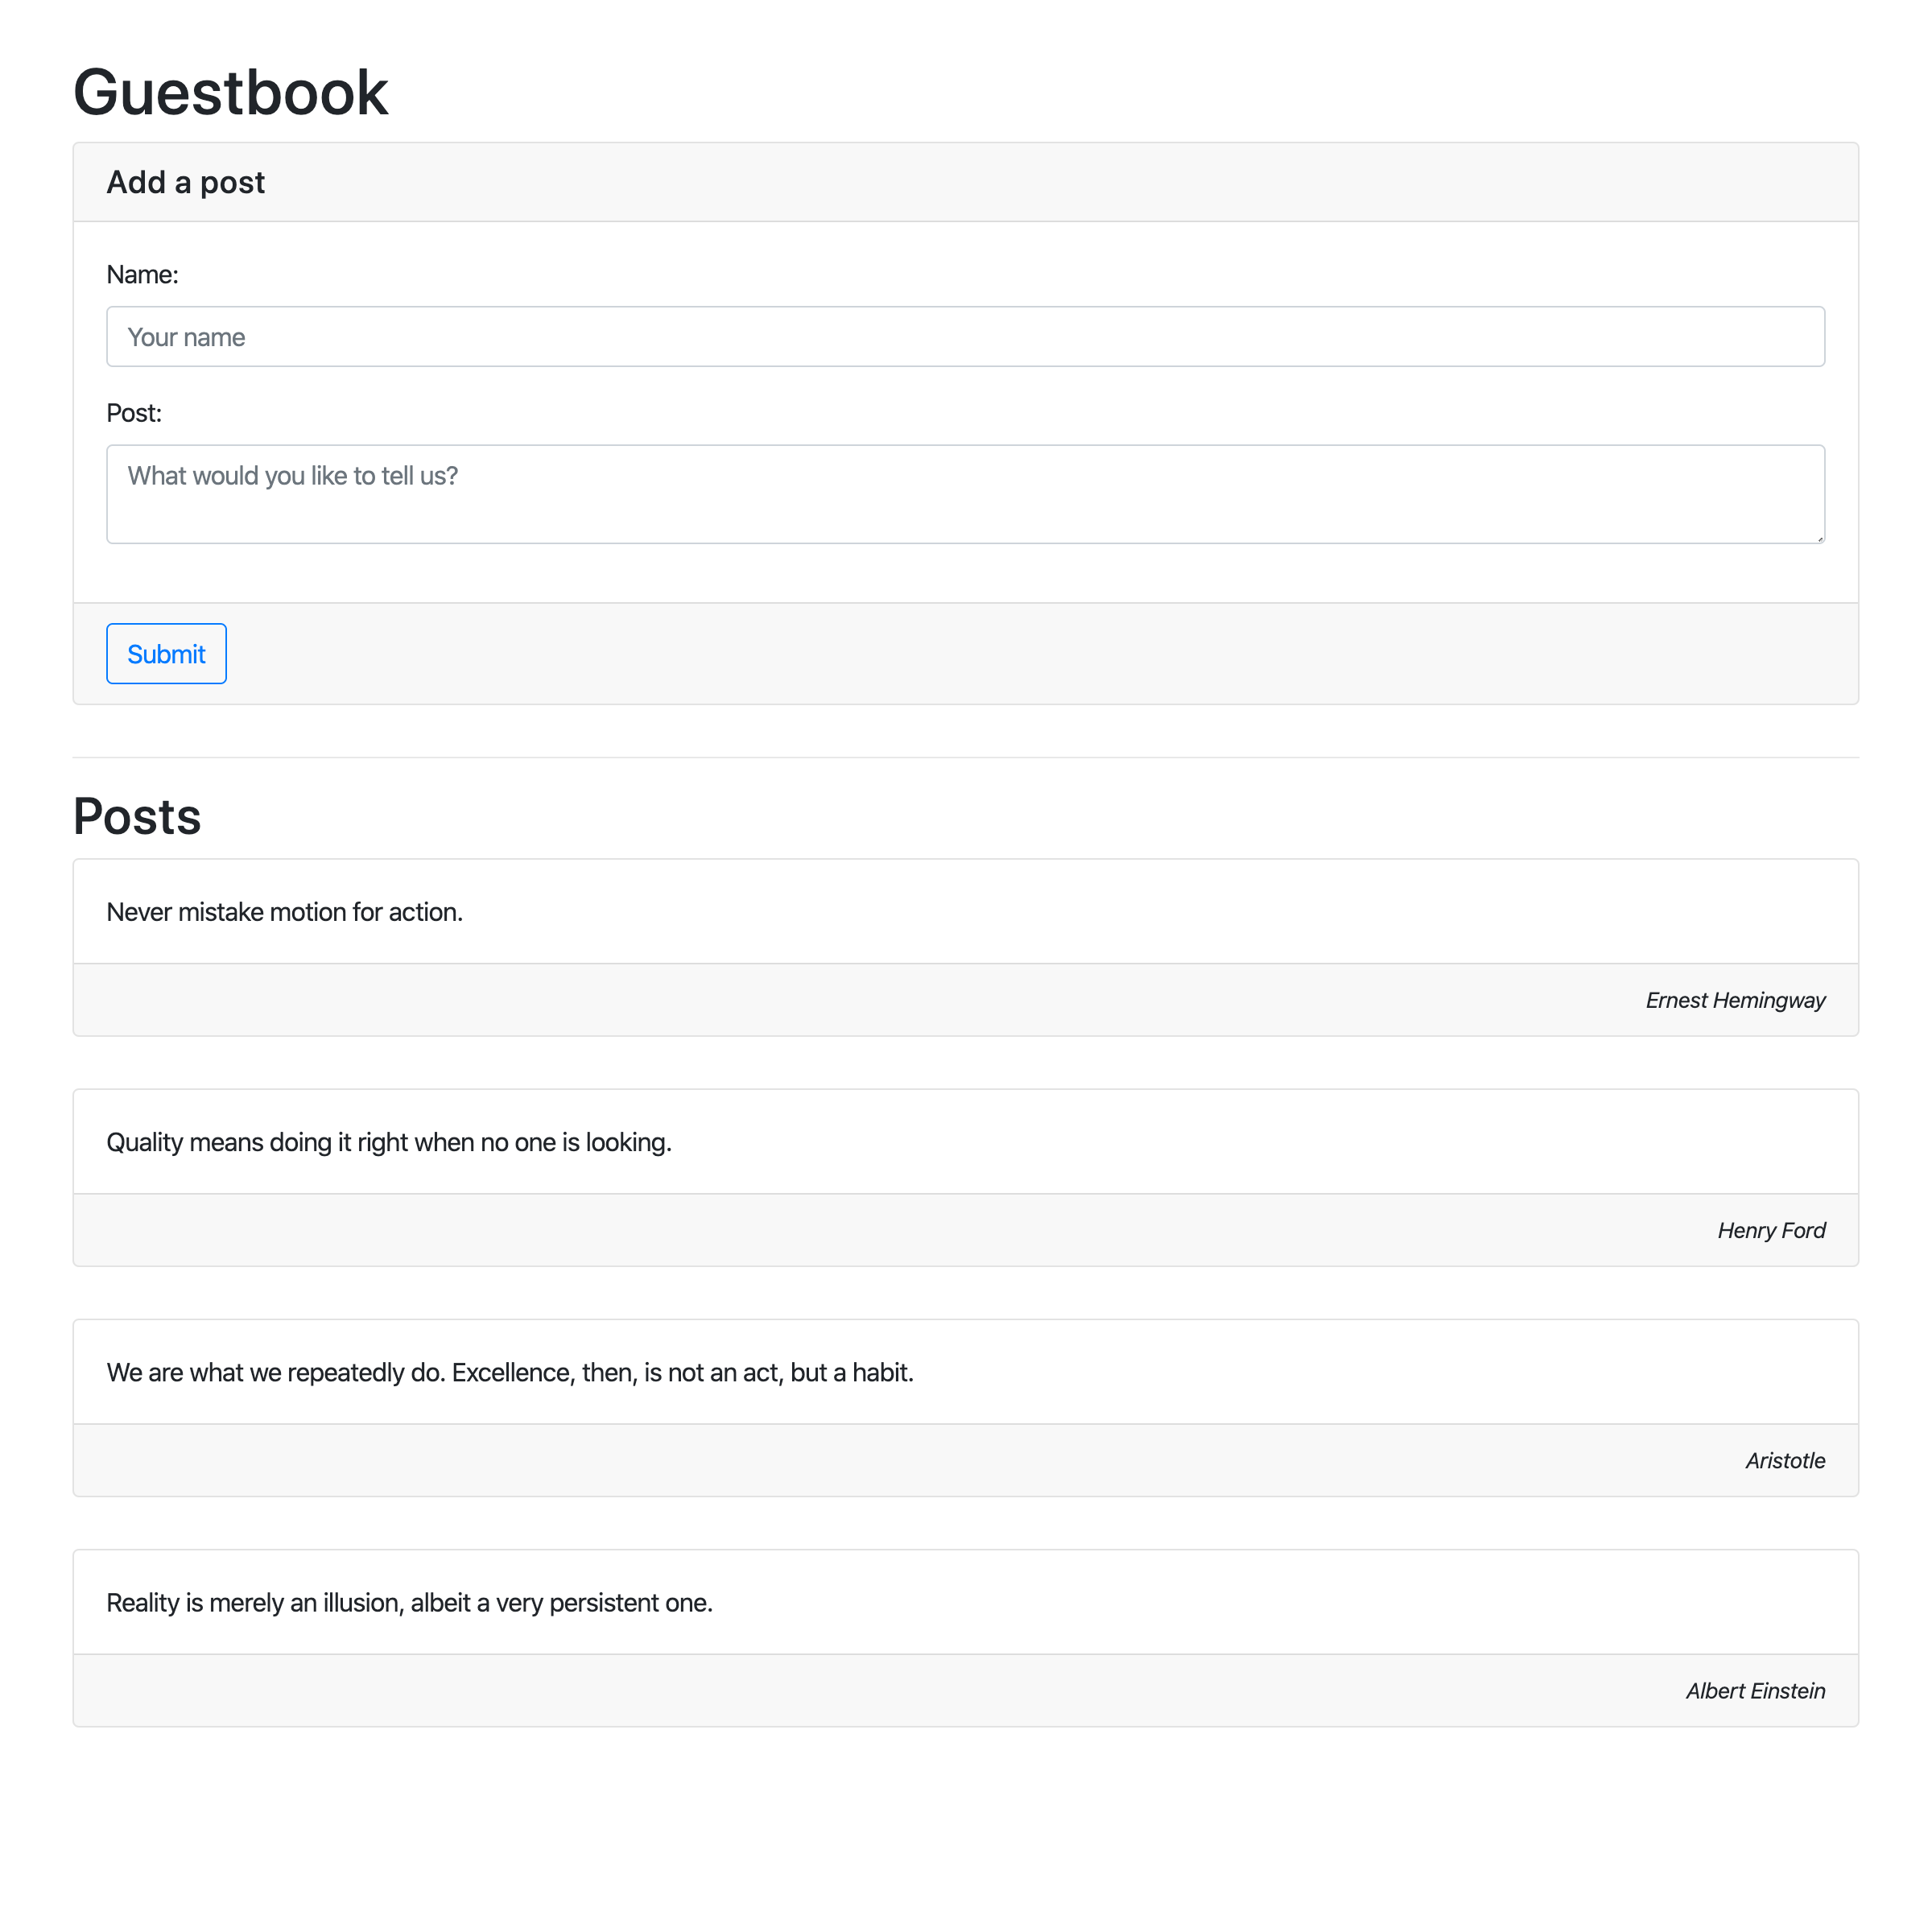 Guestbook
Add a post
Name:
Your name
Post:
What would you like to tell us?
Submit
Posts
Never mistake motion for action.
Ernest Hemingway
Quality means doing it right when no one is looking.
Henry Ford
We are what we repeatedly do. Excellence, then, is not an act, but a habit.
Aristotle
Reality is merely an illusion, albeit a very persistent one.
Albert Einstein